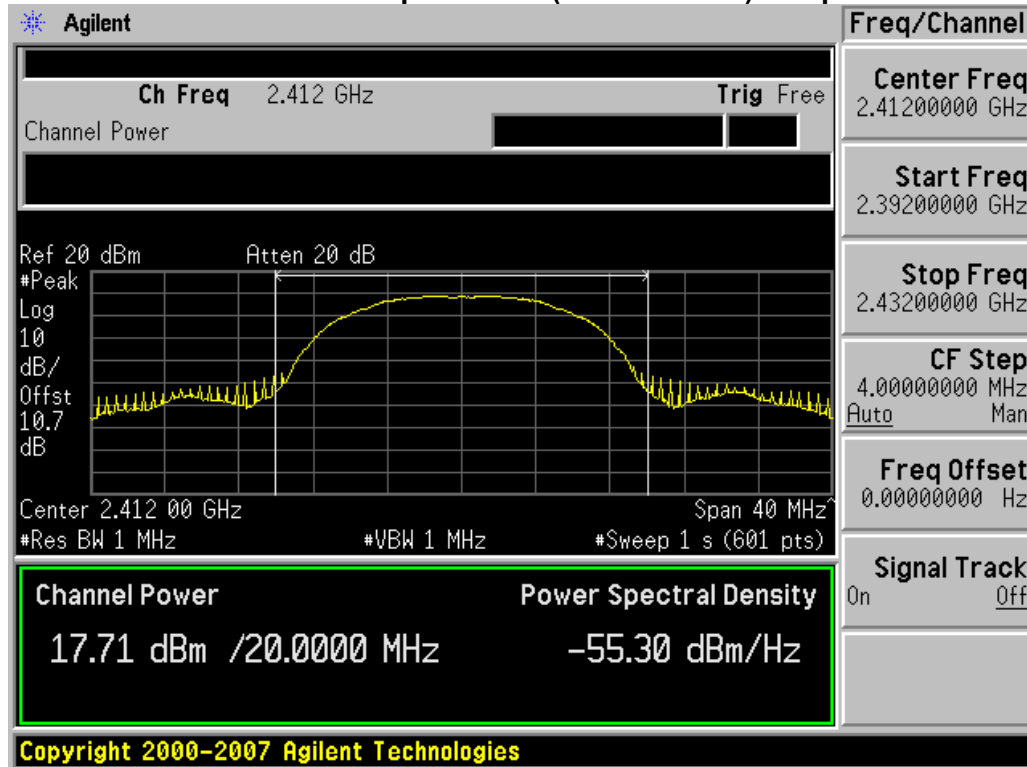 Agilent
Freq/Channel
Ch Freq 2.412 GHz Trig Free
Channel Power
Center Freq
2.41200000 GHz
Start Freq
2.39200000 GHz
Stop Freq
2.43200000 GHz
CF Step
4.00000000 MHz
Auto Man
Freq Offset
0.00000000 Hz
Signal Track
On Off
Ref 20 dBm Atten 20 dB
#Peak
Log
10
dB/
Offst
10.7
dB
Center 2.412 00 GHz Span 40 MHz^
#Res BW 1 MHz #VBW 1 MHz #Sweep 1 s (601 pts)
Channel Power Power Spectral Density
17.71 dBm /20.0000 MHz -55.30 dBm/Hz
Copyright 2000-2007 Agilent Technologies